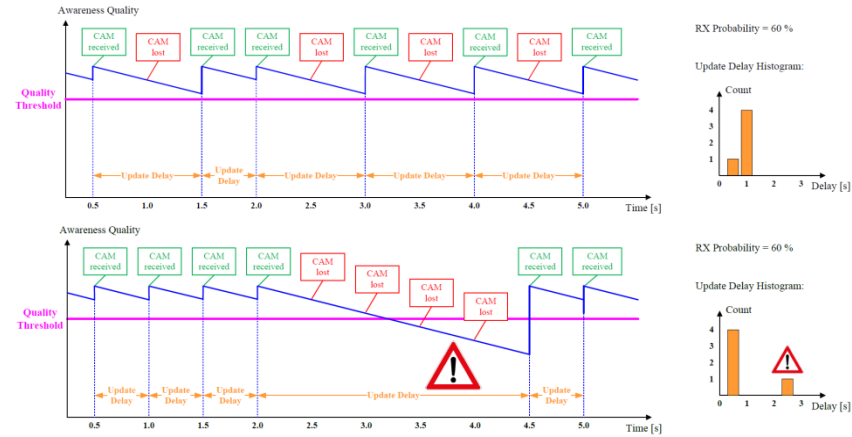 Awareness Quality
CAM received
CAM lost
CAM received
CAM received
CAM lost
CAM received
CAM lost
CAM received
CAM lost
CAM received
Quality Threshold
Update Delay
Update Delay
Update Delay
Update Delay
Update Delay
0.5 1.0 1.5 2.0 2.5 3.0 3.5 4.0 4.5 5.0
Time [s]
RX Probability = 60 %
Update Delay Histogram:
Count
4
3
2
1
0 1 2 3 Delay [s]
Awareness Quality
CAM received
CAM received
CAM received
CAM received
CAM lost
CAM lost
CAM lost
CAM lost
CAM received
CAM received
Quality Threshold
Update Delay
Update Delay
Update Delay
Update Delay
Update Delay
0.5 1.0 1.5 2.0 2.5 3.0 3.5 4.0 4.5 5.0
Time [s]
RX Probability = 60 %
Update Delay Histogram:
Count
4
3
2
1
0 1 2 3 Delay [s]